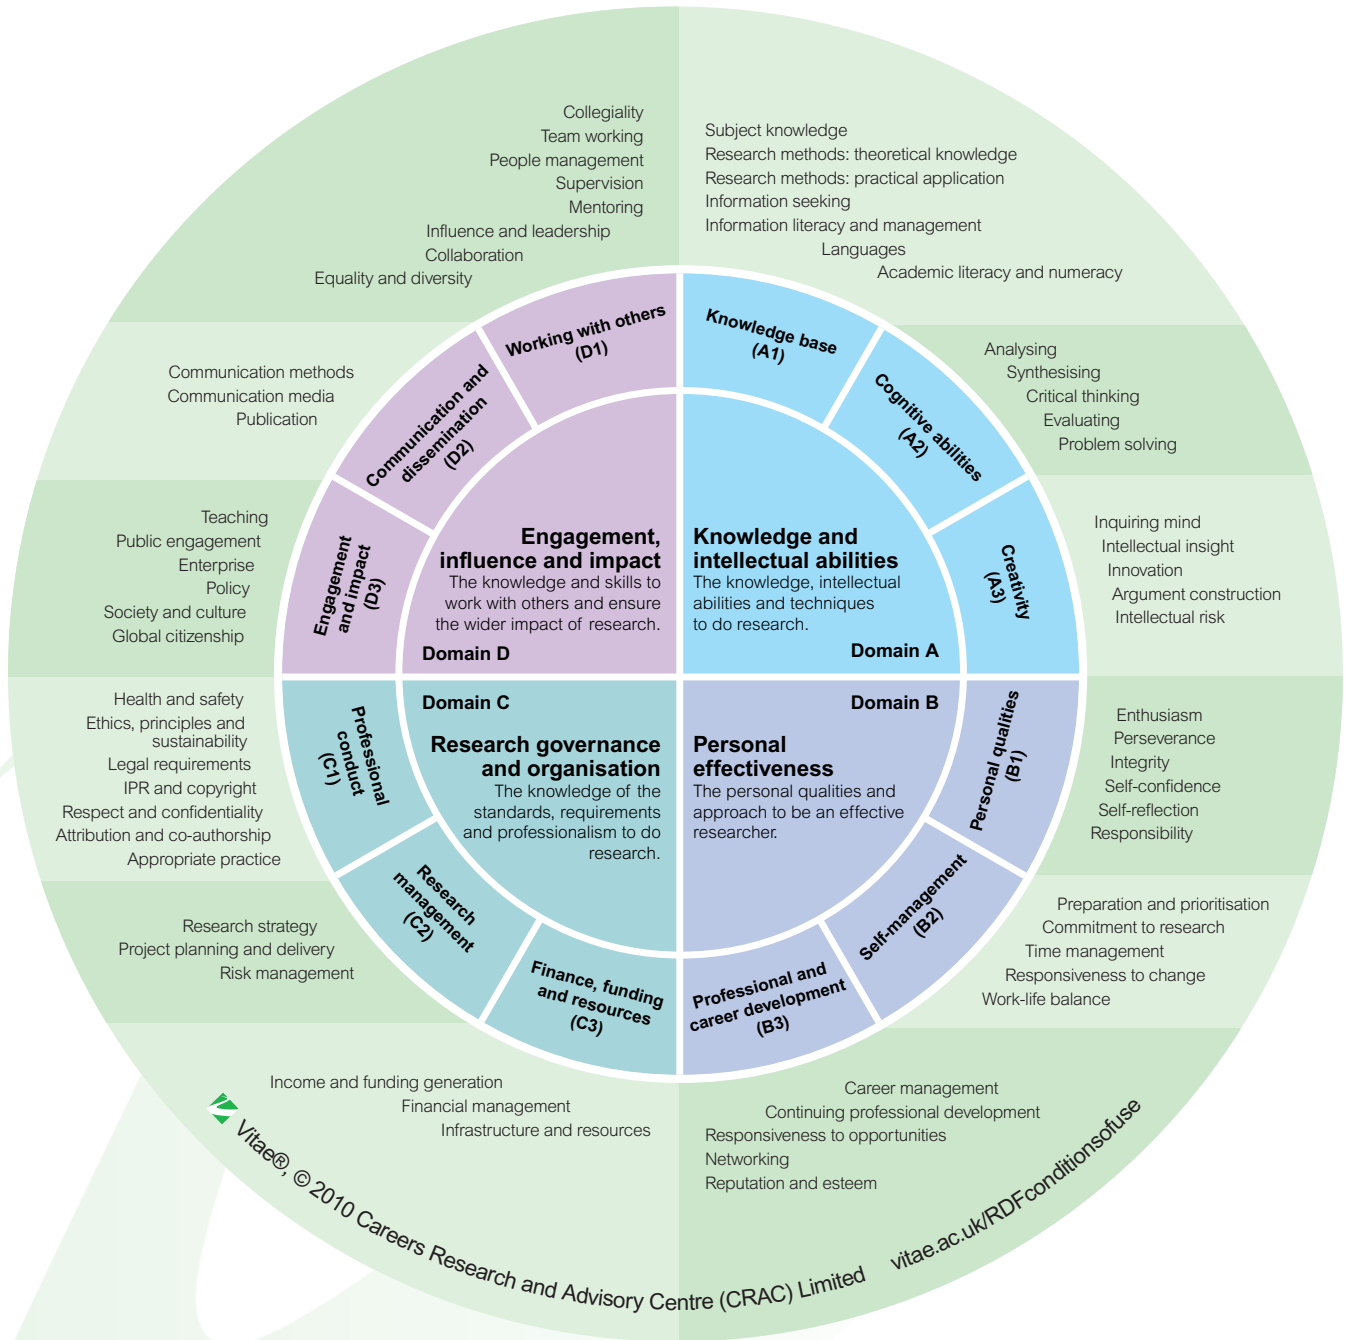 Collegiality
Team working
People management
Supervision
Mentoring
Influence and leadership
Collaboration
Equality and diversity
Subject knowledge
Research methods: theoretical knowledge
Research methods: practical application
Information seeking
Information literacy and management
Languages
Academic literacy and numeracy
Working with others
(D1)
Knowledge base
(A1)
Communication methods
Communication media
Publication
Communication and
dissemination
(D2)
Cognitive abilities
(A2)
Analysing
Synthesising
Critical thinking
Evaluating
Problem solving
Teaching
Public engagement
Enterprise
Policy
Society and culture
Global citizenship
Engagement
and impact
(D3)
Engagement,
influence and impact
The knowledge and skills to
work with others and ensure
the wider impact of research.
Domain D
Knowledge and
intellectual abilities
The knowledge, intellectual
abilities and techniques
to do research.
Domain A
Creativity
(A3)
Inquiring mind
Intellectual insight
Innovation
Argument construction
Intellectual risk
Health and safety
Ethics, principles and
sustainability
Legal requirements
IPR and copyright
Respect and confidentiality
Attribution and co-authorship
Appropriate practice
Professional
conduct
(C1)
Domain C
Research governance
and organisation
The knowledge of the
standards, requirements
and professionalism to do
research.
Domain B
Personal
effectiveness
The personal qualities and
approach to be an effective
researcher.
Personal qualities
(B1)
Enthusiasm
Perseverance
Integrity
Self-confidence
Self-reflection
Responsibility
Research strategy
Project planning and delivery
Risk management
Research
management
(C2)
Self-management
(B2)
Preparation and prioritisation
Commitment to research
Time management
Responsiveness to change
Work-life balance
Finance, funding
and resources
(C3)
Professional and
career development
(B3)
Income and funding generation
Financial management
Infrastructure and resources
Career management
Continuing professional development
Responsiveness to opportunities
Networking
Reputation and esteem
Vitae®, © 2010 Careers Research and Advisory Centre (CRAC) Limited vitae.ac.uk/RDFconditionsofuse